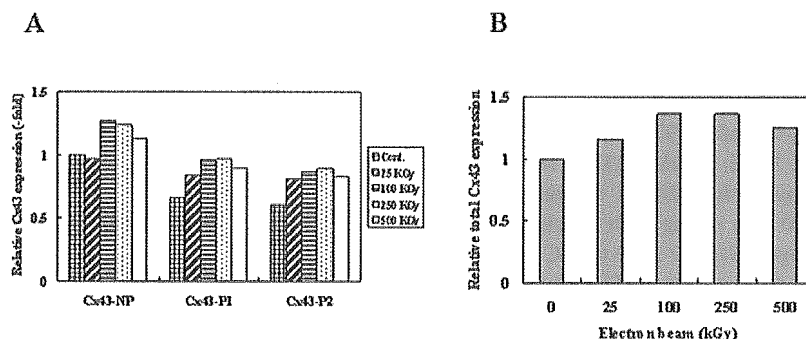 A
Relative Cx43 expression (-fold)
1.5
1
0.5
0
Cx43-NP
Cx43-P1
Cx43-P2
Cont.
25 KGy
100 KGy
250 KGy
500 KGy
B
Relative total Cx43 expression
1.5
1
0.5
0
0
25
100
250
500
Electron beam (kGy)